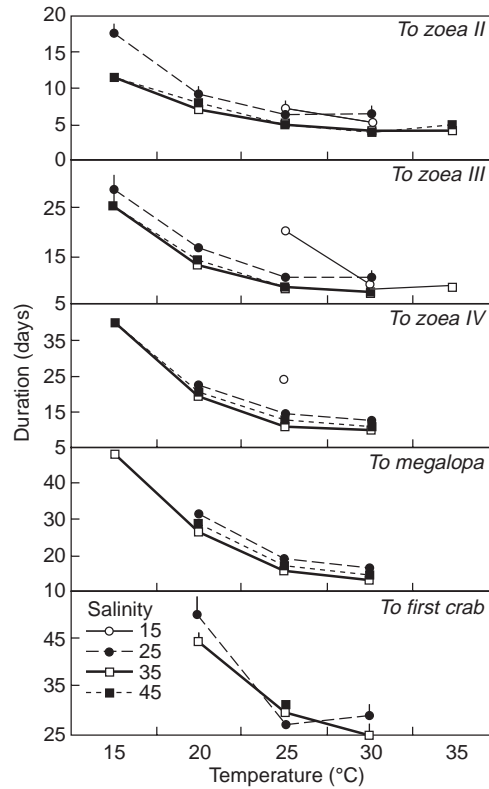 20
To zoea II
15
10
5
0
To zoea III
25
15
5
To zoea IV
35
25
15
5
To megalopa
40
30
20
10
Duration (days)
Salinity
To first crab
15
25
35
45
45
35
25
15 20 25 30 35
Temperature (°C)